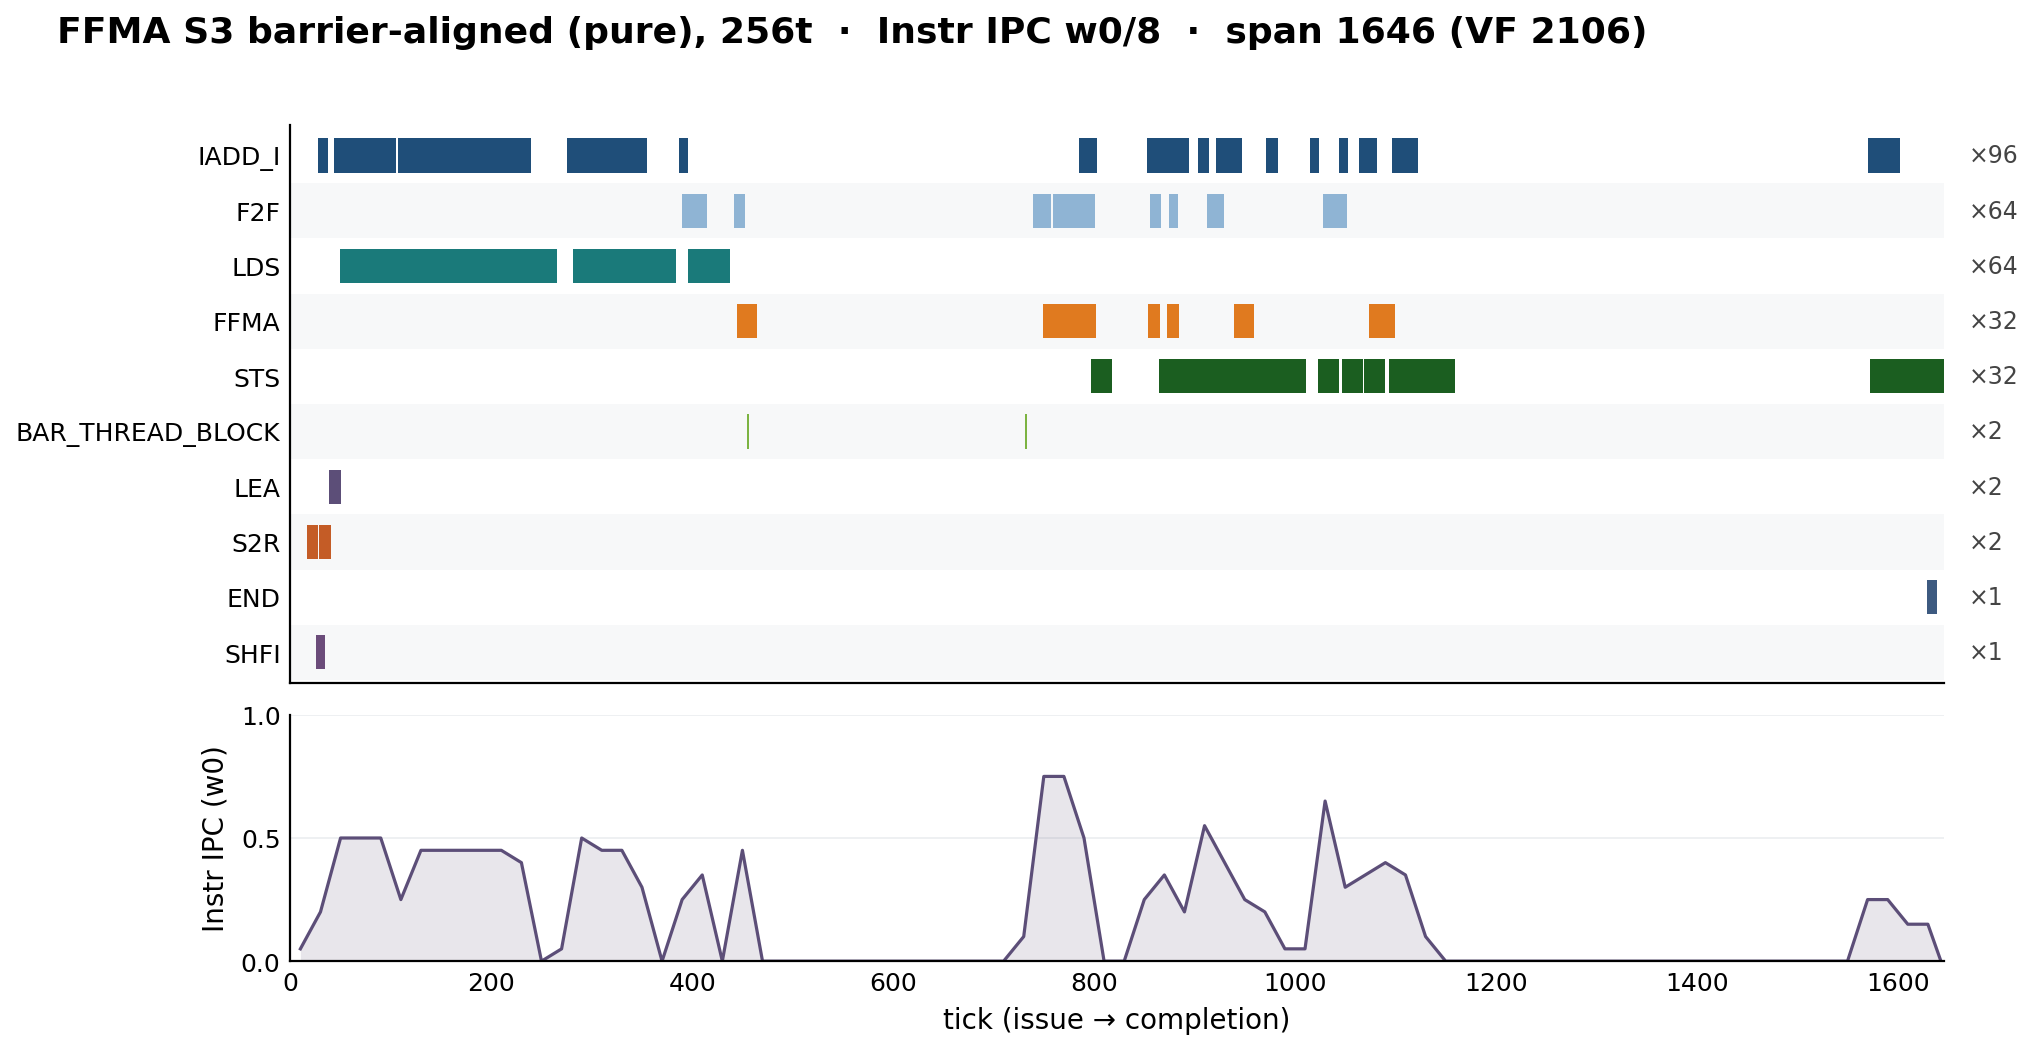 FFMA S3 barrier-aligned (pure), 256t · Instr IPC w0/8 · span 1646 (VF 2106)
IADD_I ×96
F2F ×64
LDS ×64
FFMA ×32
STS ×32
BAR_THREAD_BLOCK ×2
LEA ×2
S2R ×2
END ×1
SHFI ×1
1.0
0.5
0.0
Instr IPC (w0)
0 200 400 600 800 1000 1200 1400 1600
tick (issue → completion)